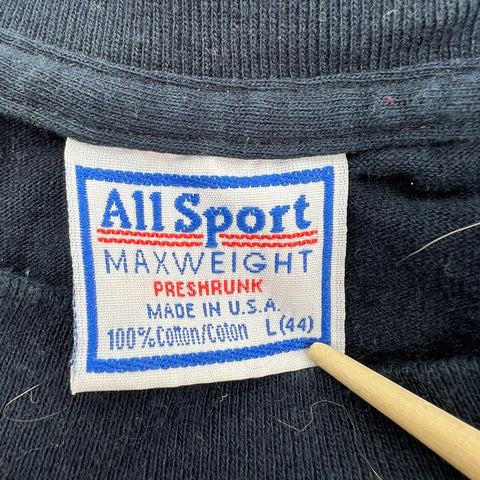 All Sport
MAXWEIGHT
PRESHRUNK
MADE IN U.S.A.
100% Cotton/Coton L (44)